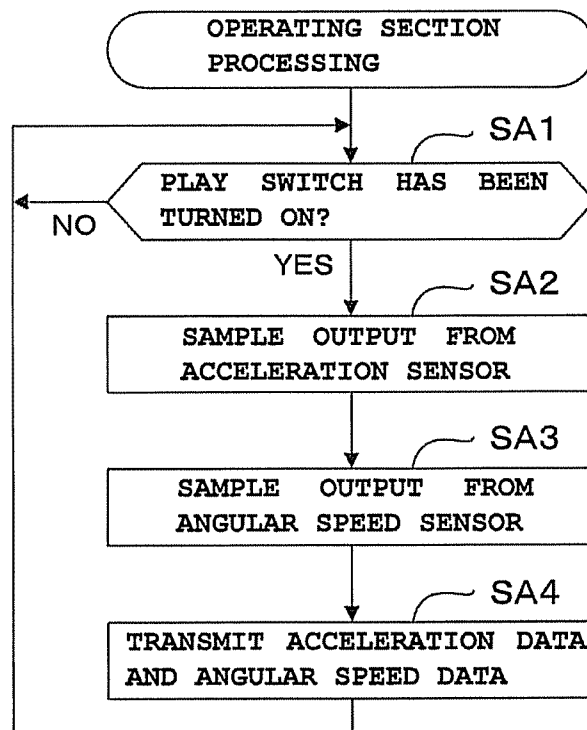 OPERATING SECTION
PROCESSING
SA1
PLAY SWITCH HAS BEEN
TURNED ON?
NO
YES
SA2
SAMPLE OUTPUT FROM
ACCELERATION SENSOR
SA3
SAMPLE OUTPUT FROM
ANGULAR SPEED SENSOR
SA4
TRANSMIT ACCELERATION DATA
AND ANGULAR SPEED DATA